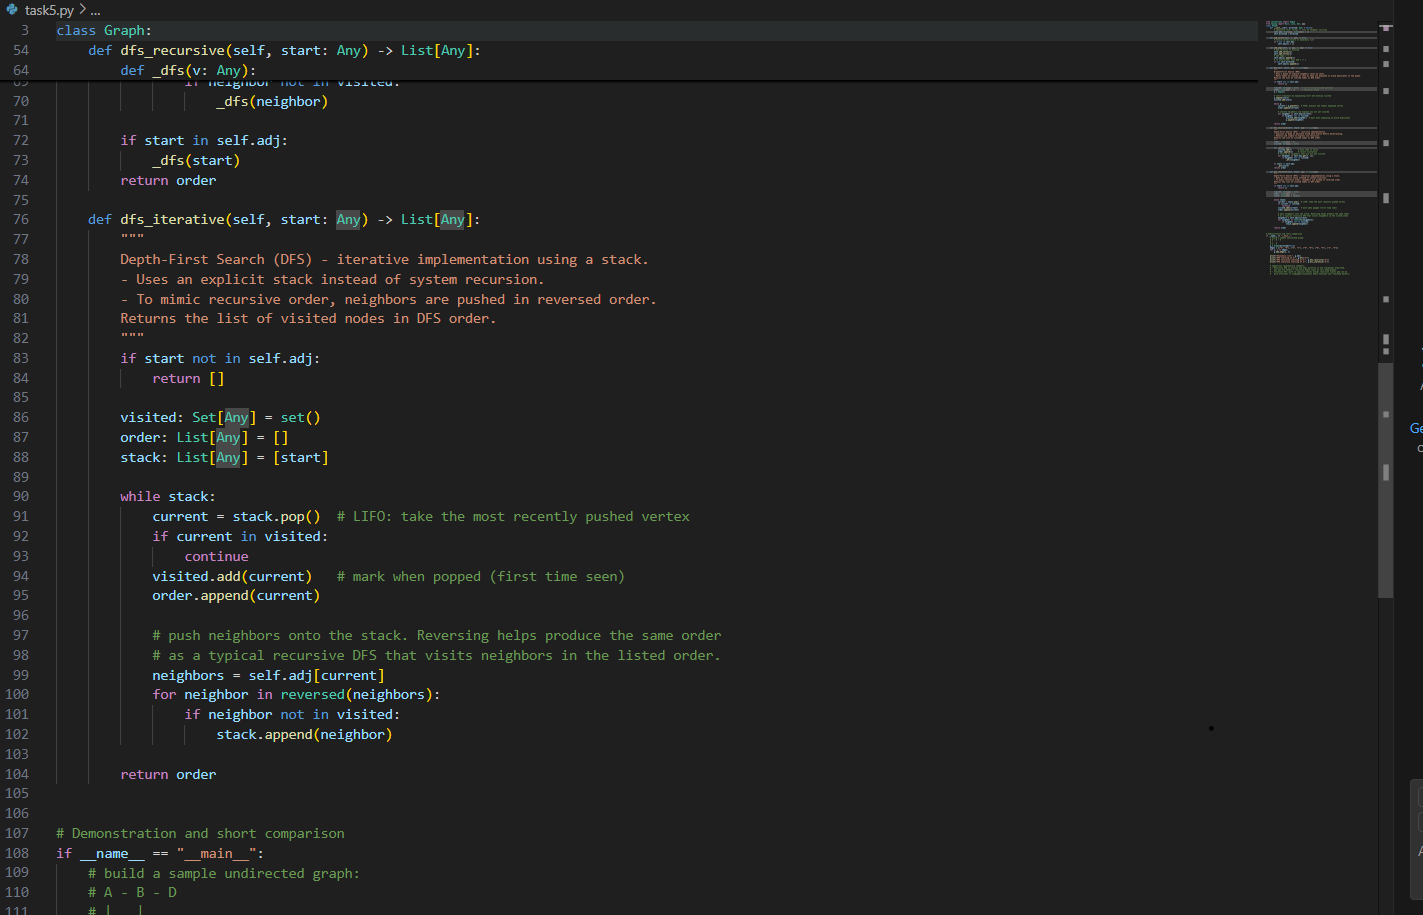 task5.py > ...
3 class Graph:
54 def dfs_recursive(self, start: Any) -> List[Any]:
64 def _dfs(v: Any):
69 if neighbor not in visited:
70 _dfs(neighbor)
71
72 if start in self.adj:
73 _dfs(start)
74 return order
75
76 def dfs_iterative(self, start: Any) -> List[Any]:
77 """
78 Depth-First Search (DFS) - iterative implementation using a stack.
79 - Uses an explicit stack instead of system recursion.
80 - To mimic recursive order, neighbors are pushed in reversed order.
81 Returns the list of visited nodes in DFS order.
82 """
83 if start not in self.adj:
84 return []
85
86 visited: Set[Any] = set()
87 order: List[Any] = []
88 stack: List[Any] = [start]
89
90 while stack:
91 current = stack.pop()  # LIFO: take the most recently pushed vertex
92 if current in visited:
93 continue
94 visited.add(current)   # mark when popped (first time seen)
95 order.append(current)
96
97 # push neighbors onto the stack. Reversing helps produce the same order
98 # as a typical recursive DFS that visits neighbors in the listed order.
99 neighbors = self.adj[current]
100 for neighbor in reversed(neighbors):
101 if neighbor not in visited:
102 stack.append(neighbor)
103
104 return order
105
106
107 # Demonstration and short comparison
108 if __name__ == "__main__":
109 # build a sample undirected graph:
110 # A - B - D
111 # |   |
Ge